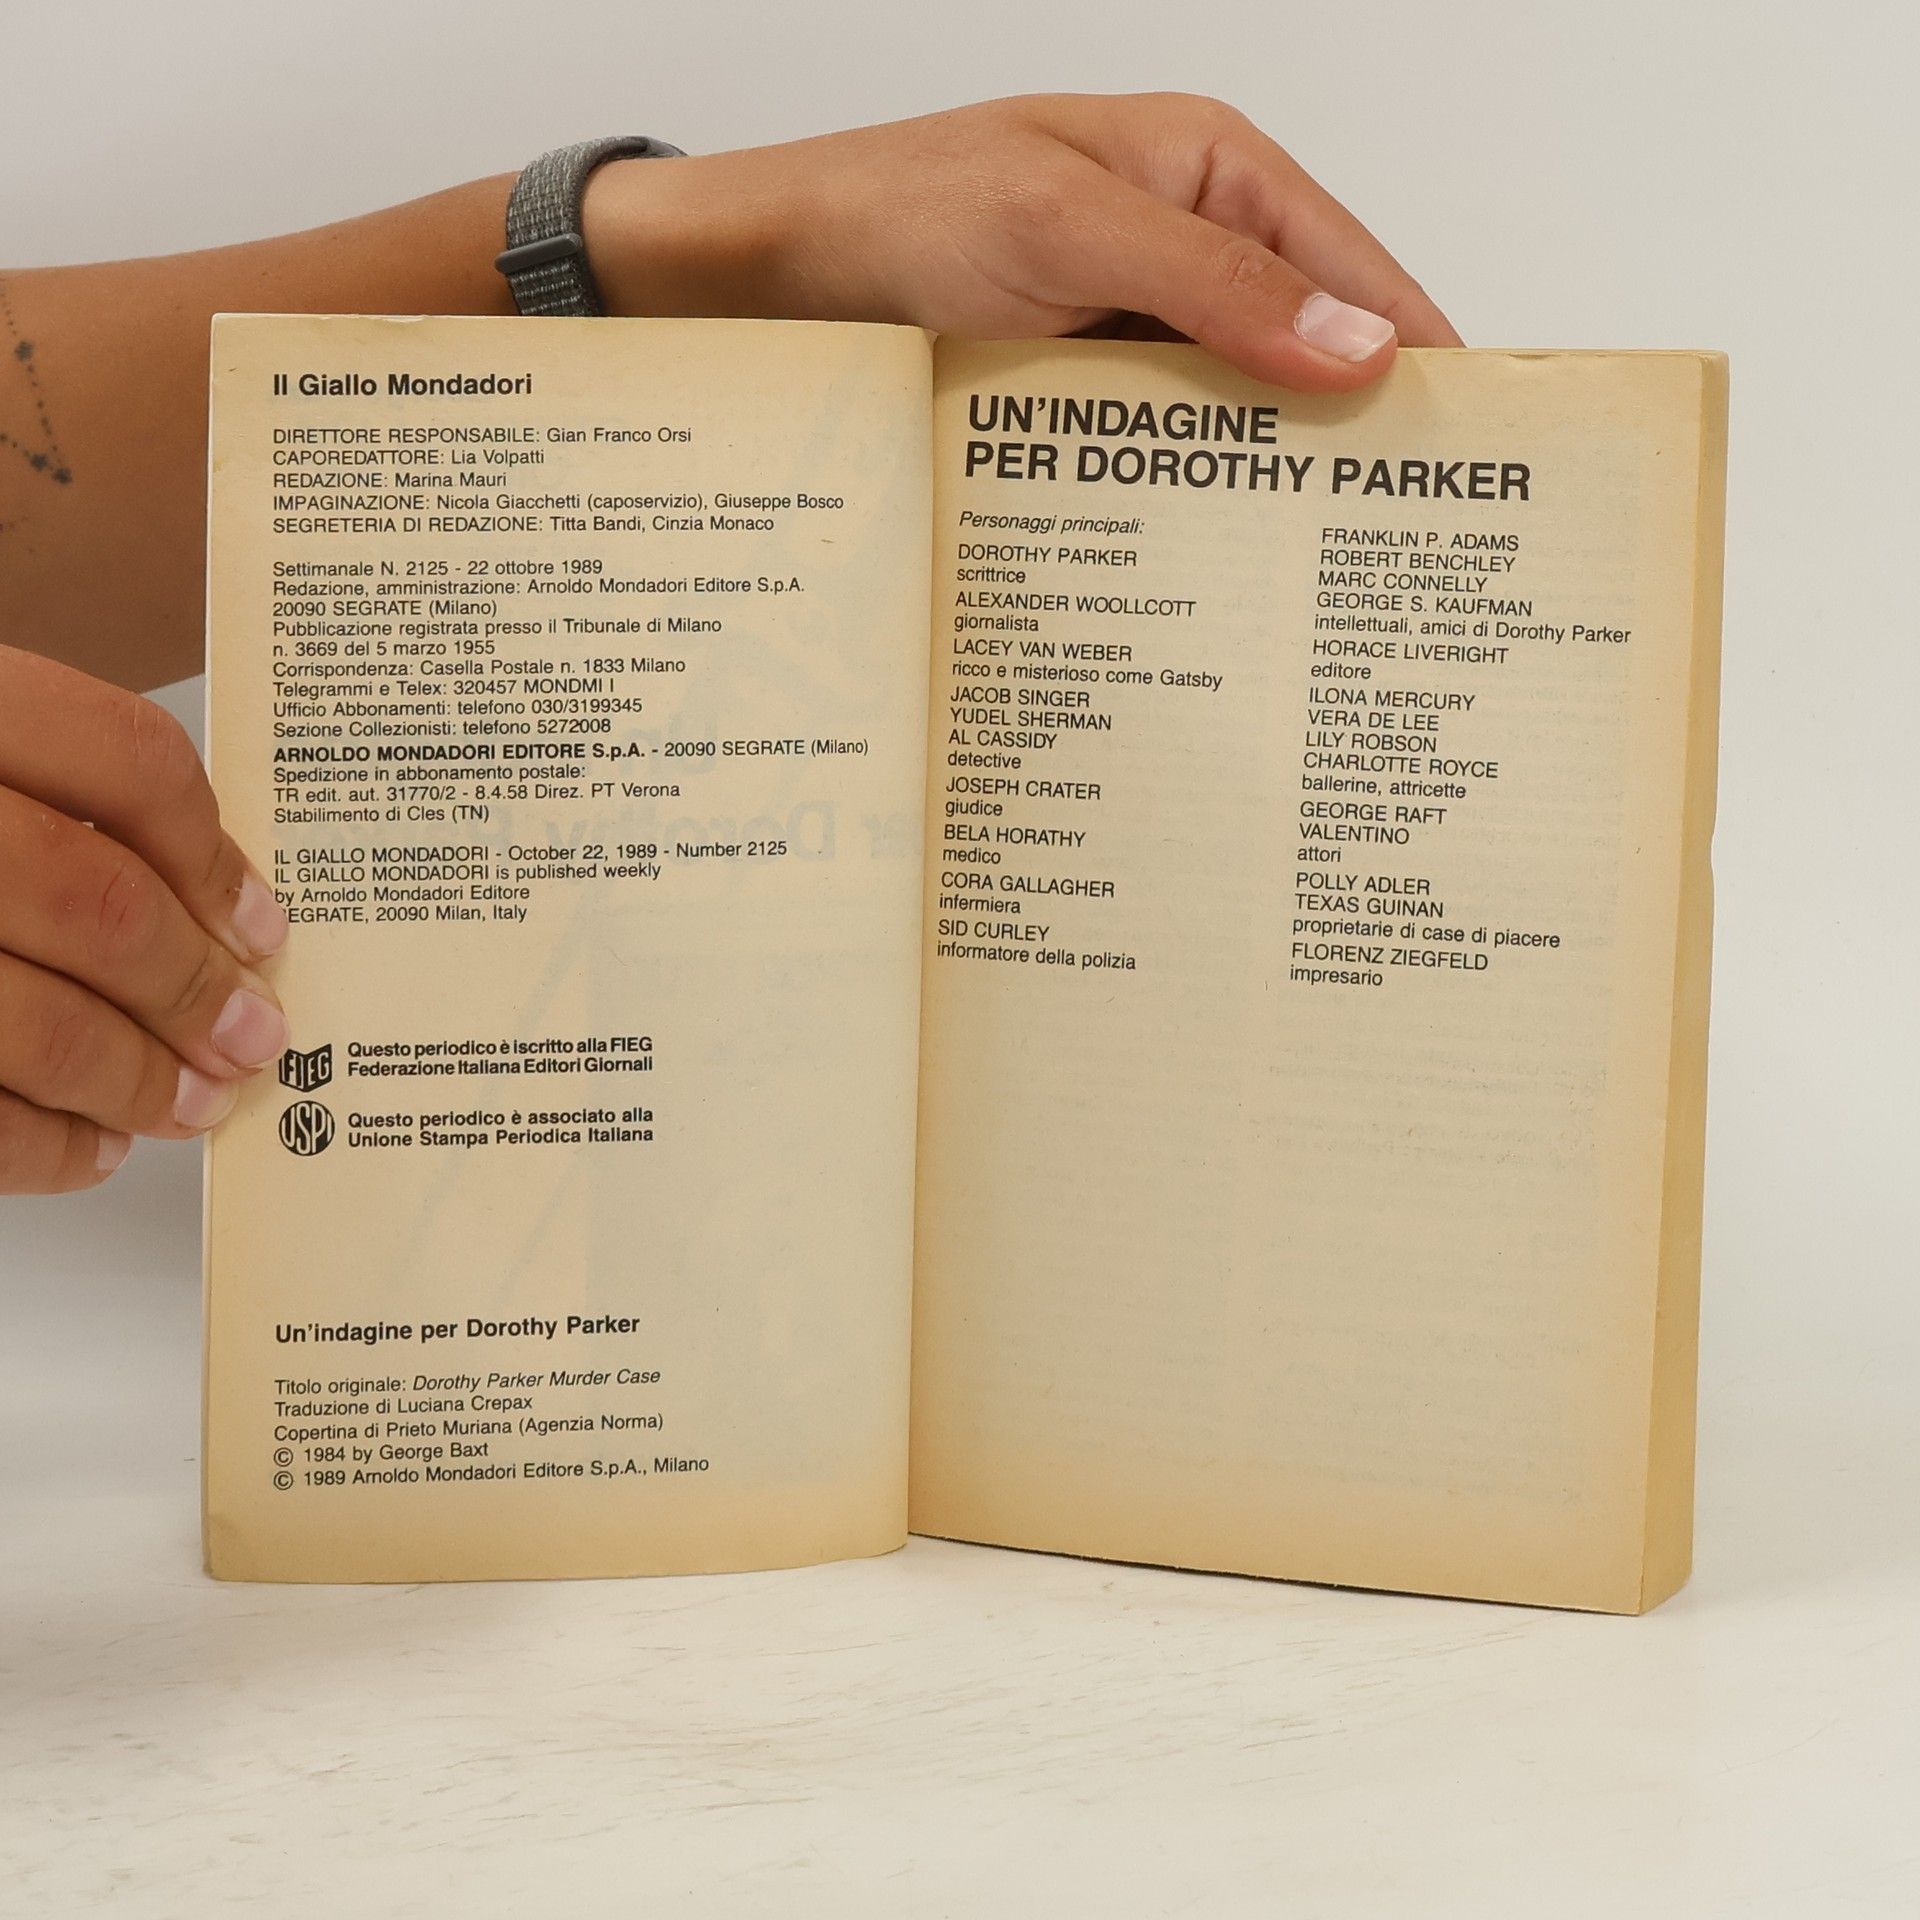 Il Giallo Mondadori
DIRETTORE RESPONSABILE: Gian Franco Orsi
CAPOREDATTORE: Lia Volpatti
REDAZIONE: Marina Mauri
IMPAGINAZIONE: Nicola Giacchetti (caposervizio), Giuseppe Bosco
SEGRETERIA DI REDAZIONE: Titta Bandi, Cinzia Monaco
Settimanale N. 2125 - 22 ottobre 1989
Redazione, amministrazione: Arnoldo Mondadori Editore S.p.A.
20090 SEGRATE (Milano)
Pubblicazione registrata presso il Tribunale di Milano
n. 3669 del 5 marzo 1955
Corrispondenza: Casella Postale n. 1833 Milano
Telegrammi e Telex: 320457 MONDMI I
Ufficio Abbonamenti: telefono 030/3199345
Sezione Collezionisti: telefono 5272008
ARNOLDO MONDADORI EDITORE S.p.A. - 20090 SEGRATE (Milano)
Spedizione in abbonamento postale:
TR edit. aut. 31770/2 - 8.4.58 Direz. PT Verona
Stabilimento di Cles (TN)
IL GIALLO MONDADORI - October 22, 1989 - Number 2125
IL GIALLO MONDADORI is published weekly
by Arnoldo Mondadori Editore
SEGRATE, 20090 Milan, Italy
FIEG
Questo periodico è iscritto alla FIEG
Federazione Italiana Editori Giornali
USPI
Questo periodico è associato alla
Unione Stampa Periodica Italiana
Un'indagine per Dorothy Parker
Titolo originale: Dorothy Parker Murder Case
Traduzione di Luciana Crepax
Copertina di Prieto Muriana (Agenzia Norma)
© 1984 by George Baxt
© 1989 Arnoldo Mondadori Editore S.p.A., Milano
UN'INDAGINE
PER DOROTHY PARKER
Personaggi principali:
DOROTHY PARKER
scrittrice
ALEXANDER WOOLLCOTT
giornalista
LACEY VAN WEBER
ricco e misterioso come Gatsby
JACOB SINGER
YUDEL SHERMAN
AL CASSIDY
detective
JOSEPH CRATER
giudice
BELA HORATHY
medico
CORA GALLAGHER
infermiera
SID CURLEY
informatore della polizia
FRANKLIN P. ADAMS
ROBERT BENCHLEY
MARC CONNELLY
GEORGE S. KAUFMAN
intellettuali, amici di Dorothy Parker
HORACE LIVERIGHT
editore
ILONA MERCURY
VERA DE LEE
LILY ROBSON
CHARLOTTE ROYCE
ballerine, attricette
GEORGE RAFT
VALENTINO
attori
POLLY ADLER
TEXAS GUINAN
proprietarie di case di piacere
FLORENZ ZIEGFELD
impresario